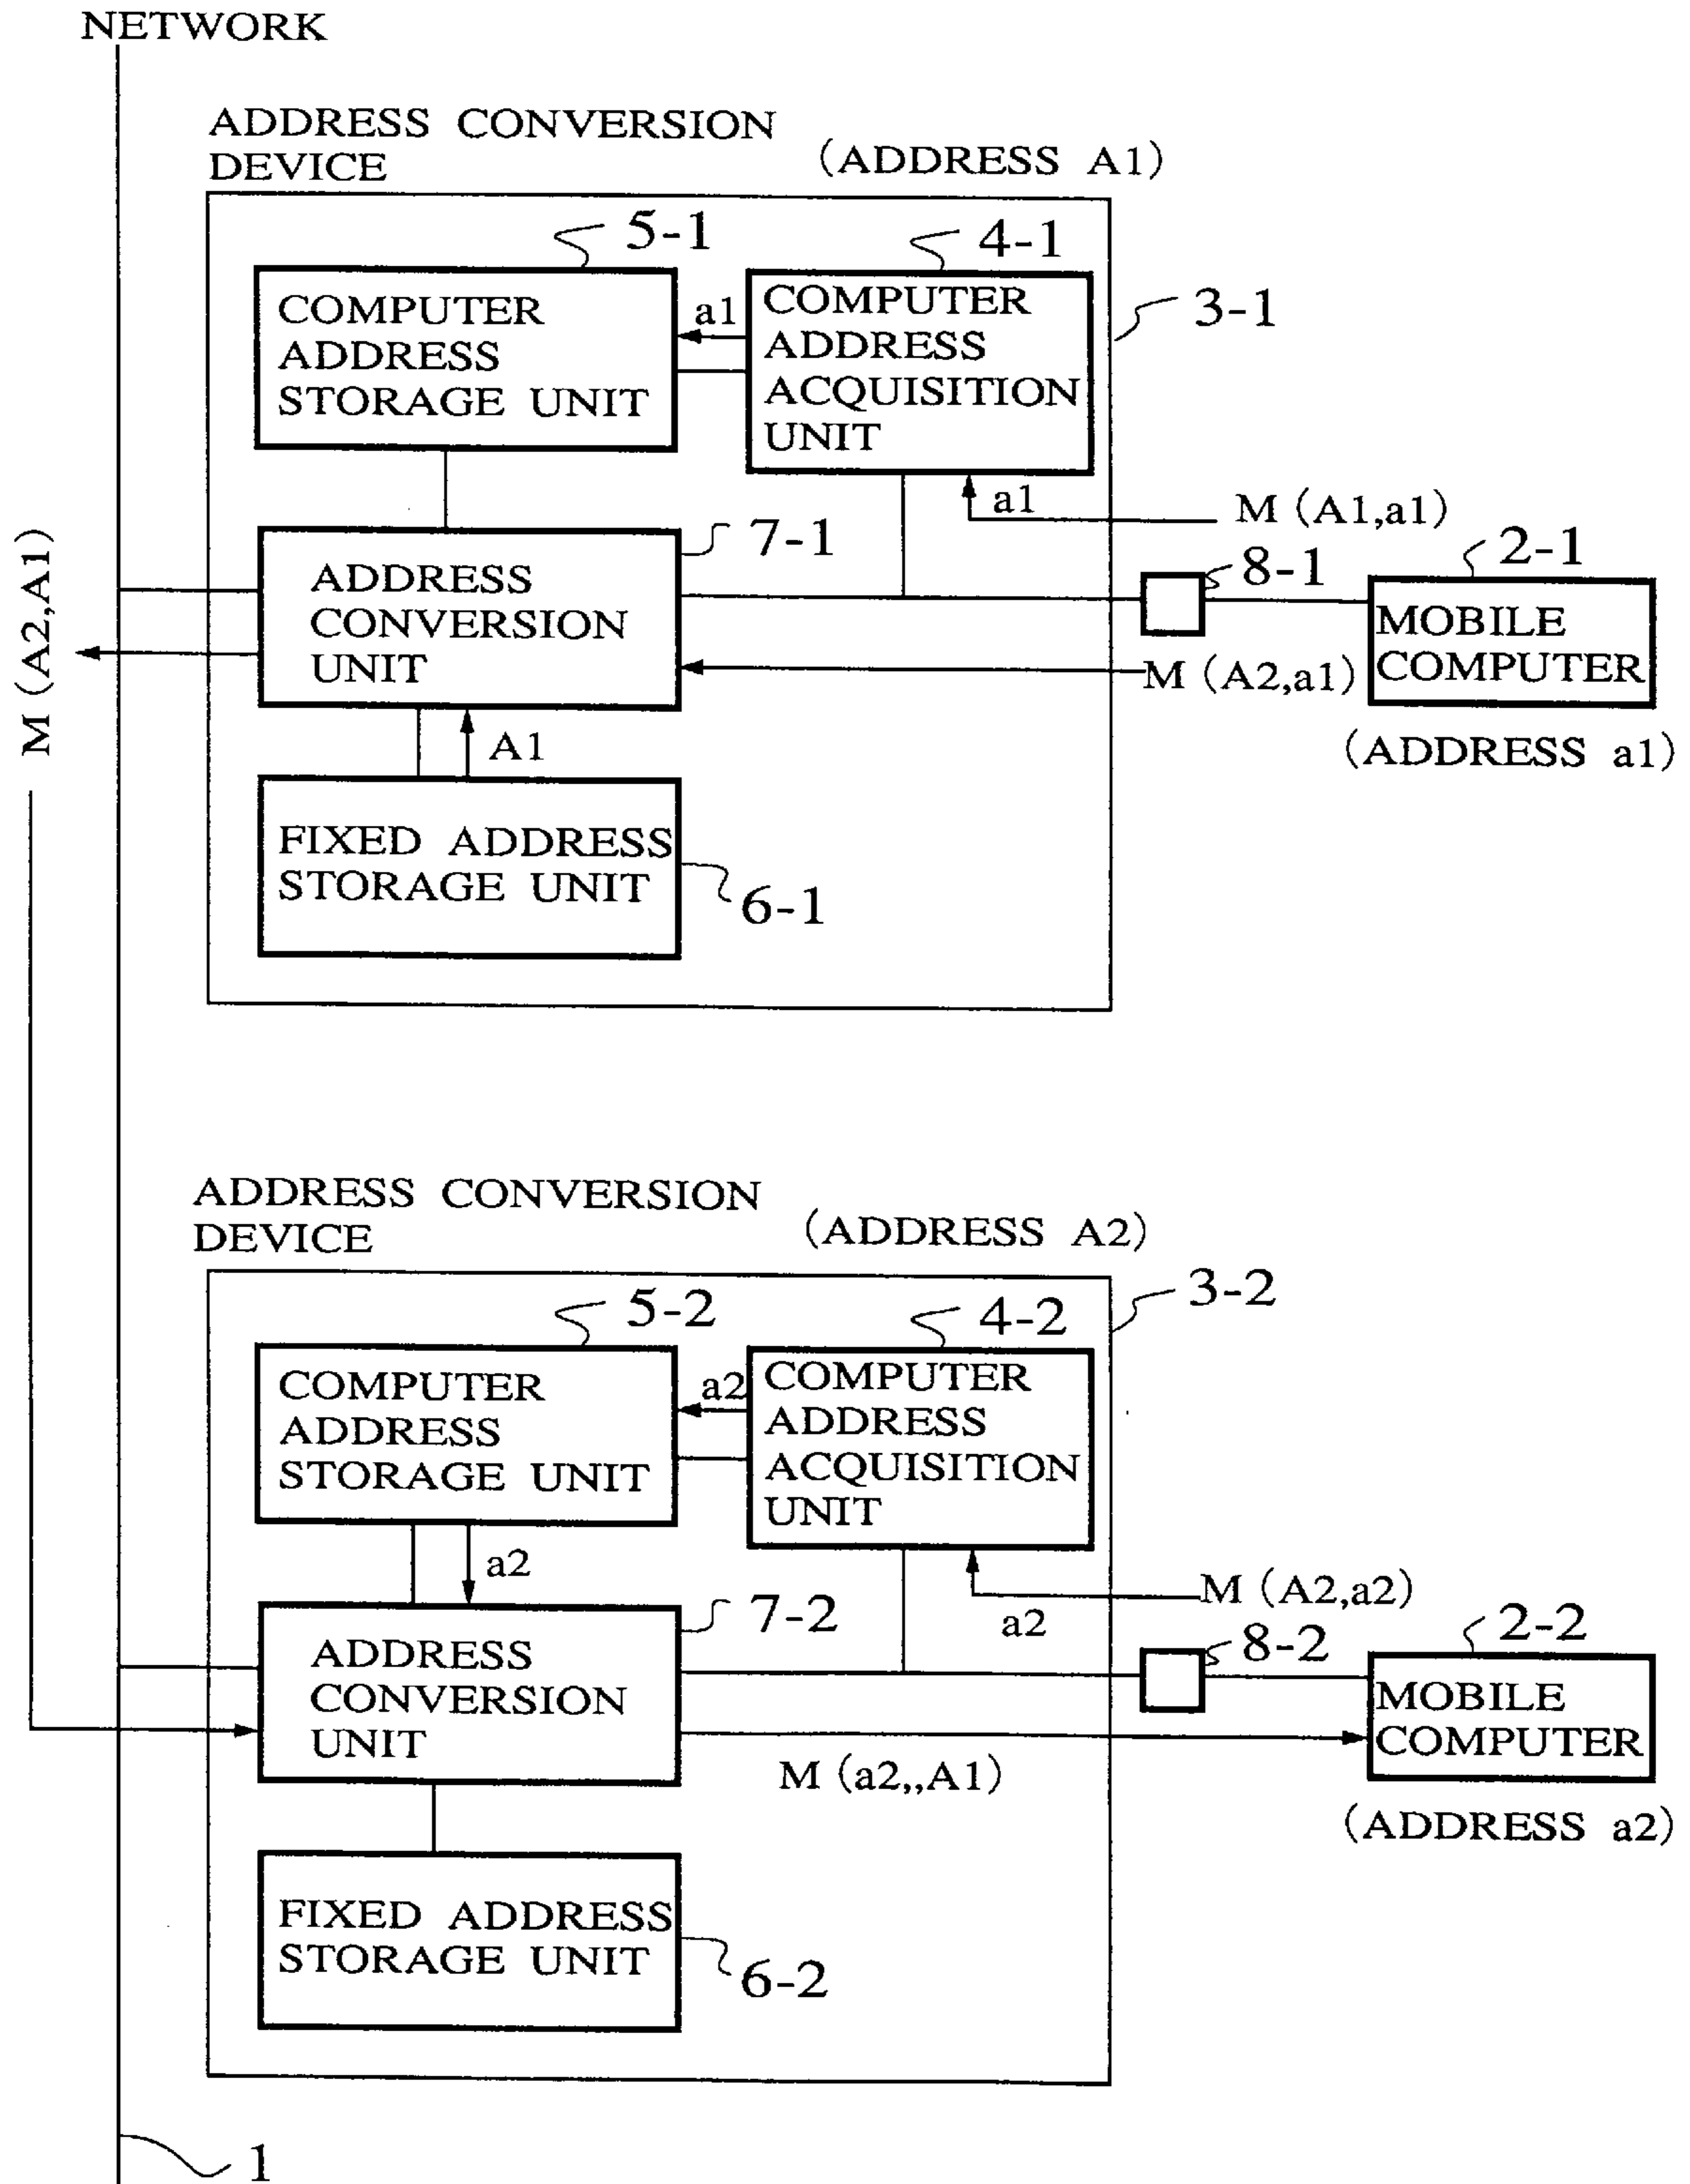 NETWORK
ADDRESS CONVERSION
DEVICE
(ADDRESS A1)
5-1
4-1
3-1
COMPUTER
ADDRESS
STORAGE UNIT
a1
COMPUTER
ADDRESS
ACQUISITION
UNIT
a1
M (A1,a1)
7-1
8-1
2-1
M (A2,A1)
ADDRESS
CONVERSION
UNIT
MOBILE
COMPUTER
M (A2,a1)
(ADDRESS a1)
A1
FIXED ADDRESS
STORAGE UNIT
6-1
ADDRESS CONVERSION
DEVICE
(ADDRESS A2)
5-2
4-2
3-2
COMPUTER
ADDRESS
STORAGE UNIT
a2
COMPUTER
ADDRESS
ACQUISITION
UNIT
a2
M (A2,a2)
a2
7-2
8-2
2-2
ADDRESS
CONVERSION
UNIT
MOBILE
COMPUTER
M (a2,,A1)
(ADDRESS a2)
FIXED ADDRESS
STORAGE UNIT
6-2
1